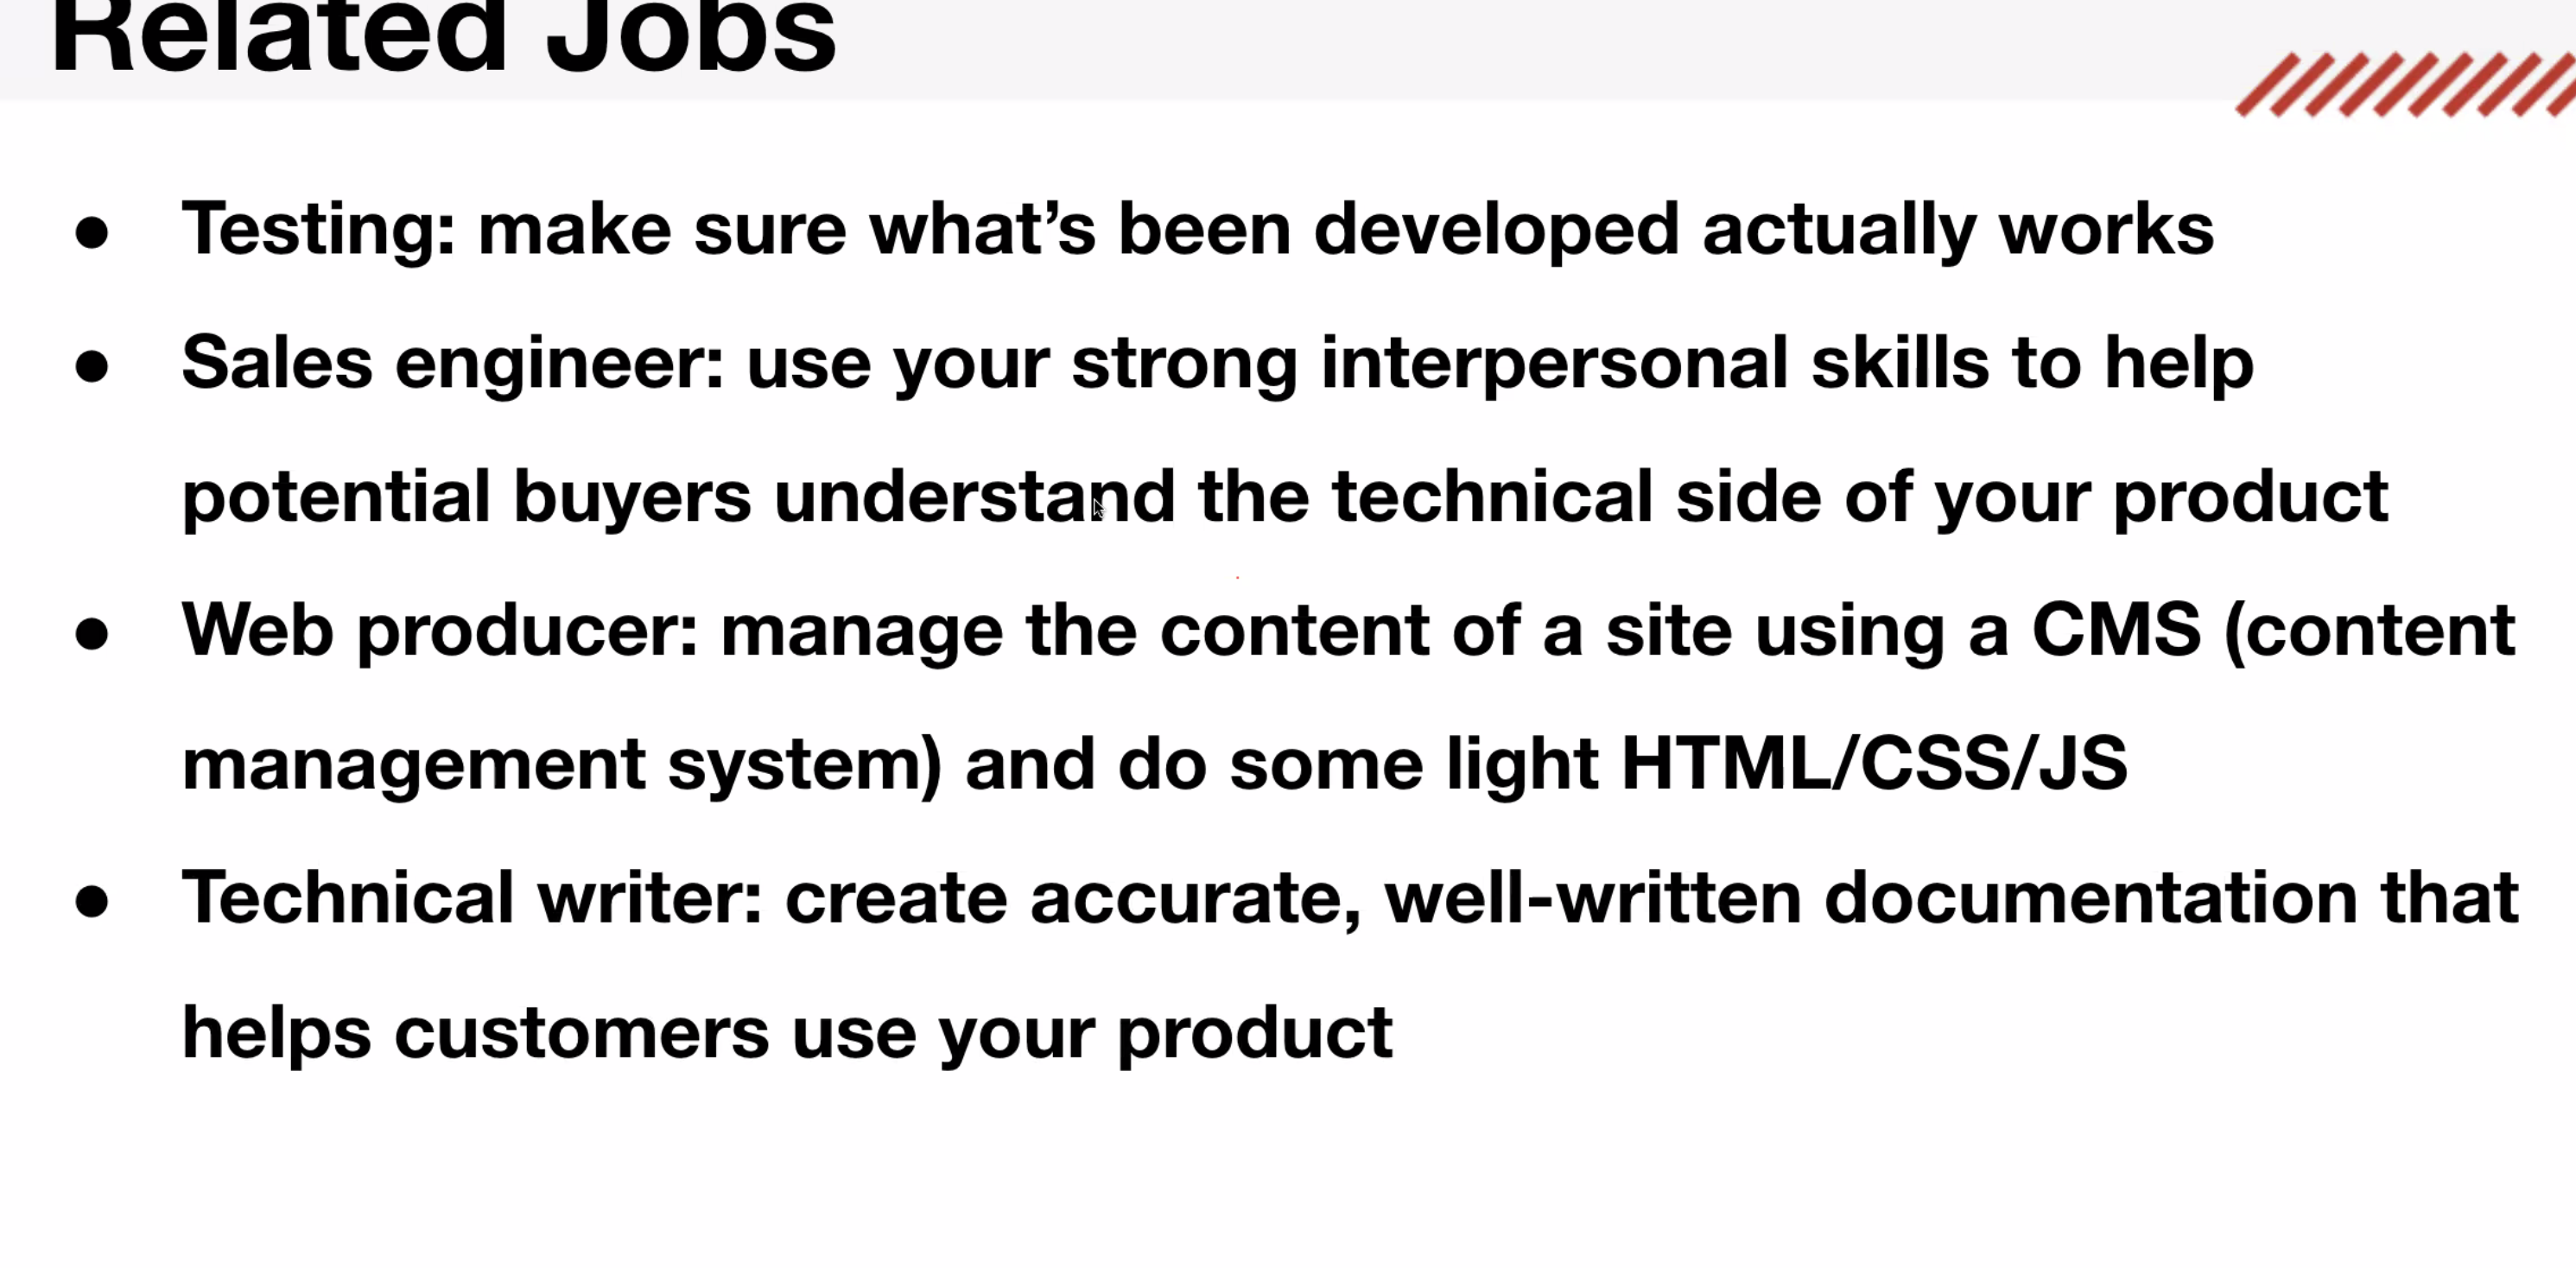 Related Jobs
● Testing: make sure what’s been developed actually works
● Sales engineer: use your strong interpersonal skills to help
potential buyers understand the technical side of your product
● Web producer: manage the content of a site using a CMS (content
management system) and do some light HTML/CSS/JS
● Technical writer: create accurate, well-written documentation that
helps customers use your product